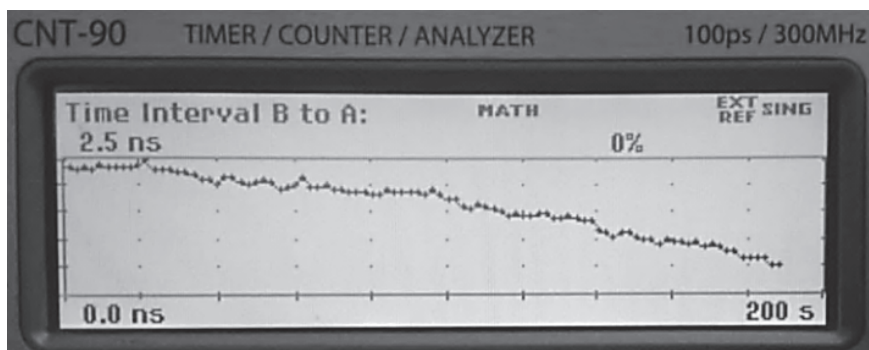 CNT-90 TIMER / COUNTER / ANALYZER 100ps / 300MHz
Time Interval B to A: MATH EXT REF SING
2.5 ns 0%
0.0 ns 200 s